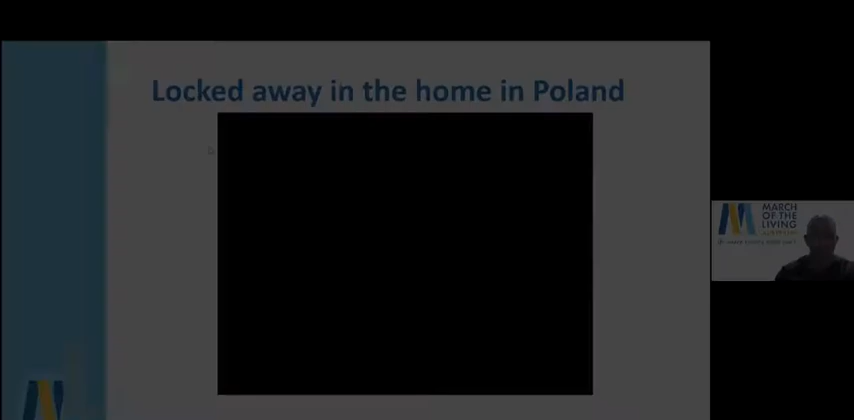 Locked away in the home in Poland
MARCH
OF THE
LIVING